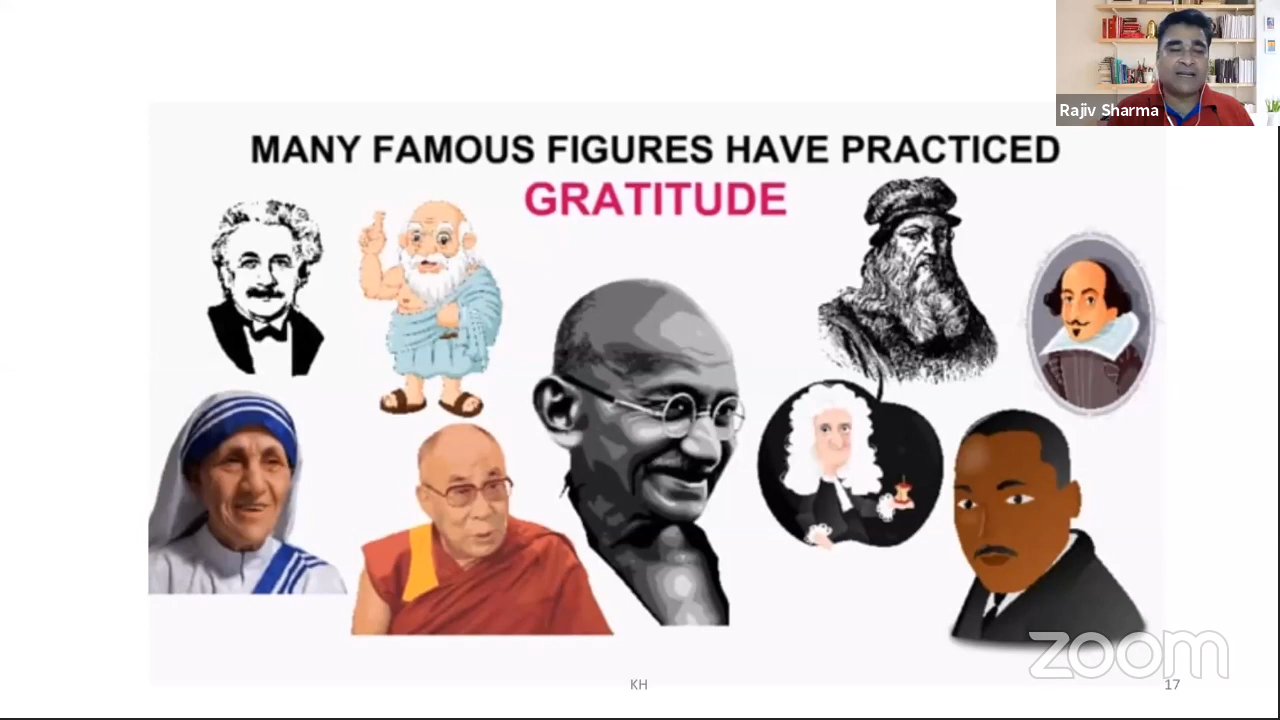 Rajiv Sharma
MANY FAMOUS FIGURES HAVE PRACTICED
GRATITUDE
zoom
KH
17